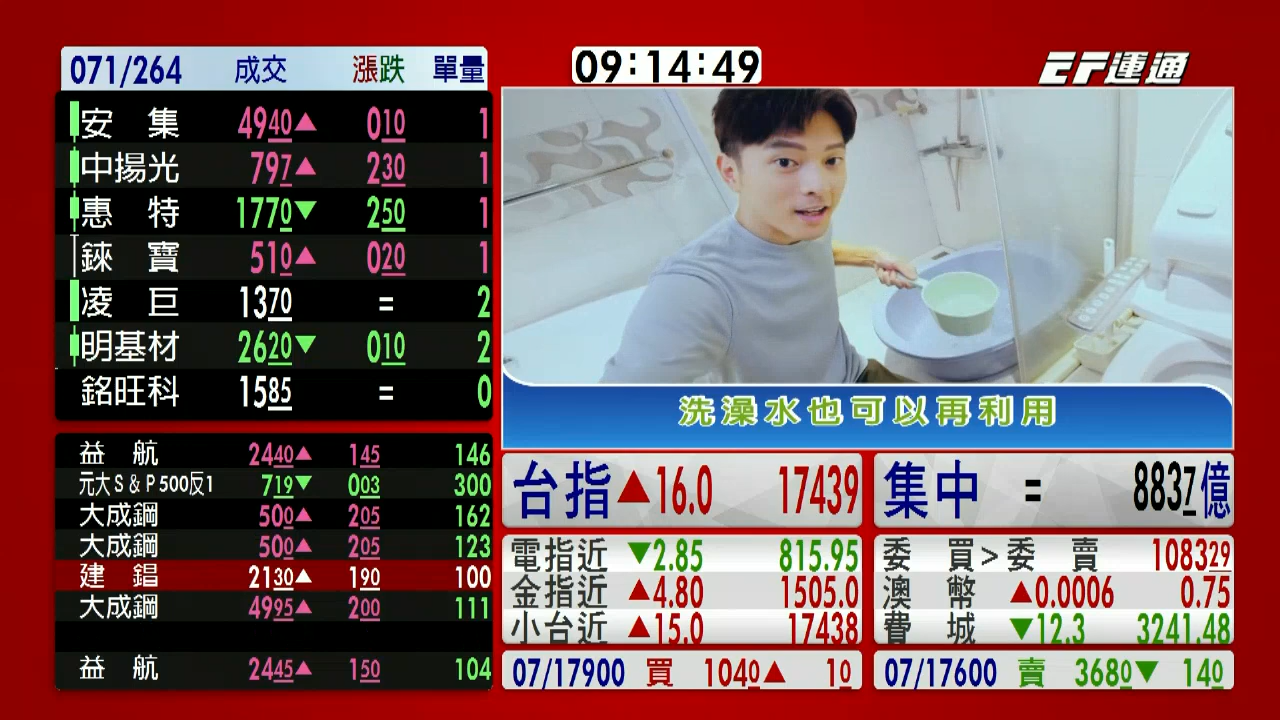 071/264 成交 漲跌 單量
09:14:49
EF運通
安集 4940▲ 010 1
中揚光 797▲ 230 1
惠特 1770▼ 250 1
錸寶 510▲ 020 1
凌巨 1370 = 2
明基材 2620▼ 010 2
銘旺科 1585 = 0
洗澡水也可以再利用
益航 2440▲ 145 146
元大S&P500反1 719▼ 003 300
大成鋼 500▲ 205 162
大成鋼 500▲ 205 123
建錩 2130▲ 190 100
大成鋼 4995▲ 200 111
益航 2445▲ 150 104
台指▲16.0 17439
集中 = 8837億
電指近 ▼2.85 815.95
金指近 ▲4.80 1505.0
小台近 ▲15.0 17438
委買>委賣 108329
澳幣 ▲0.0006 0.75
費城 ▼12.3 3241.48
07/17900 買 1040▲ 10
07/17600 賣 3680▼ 140